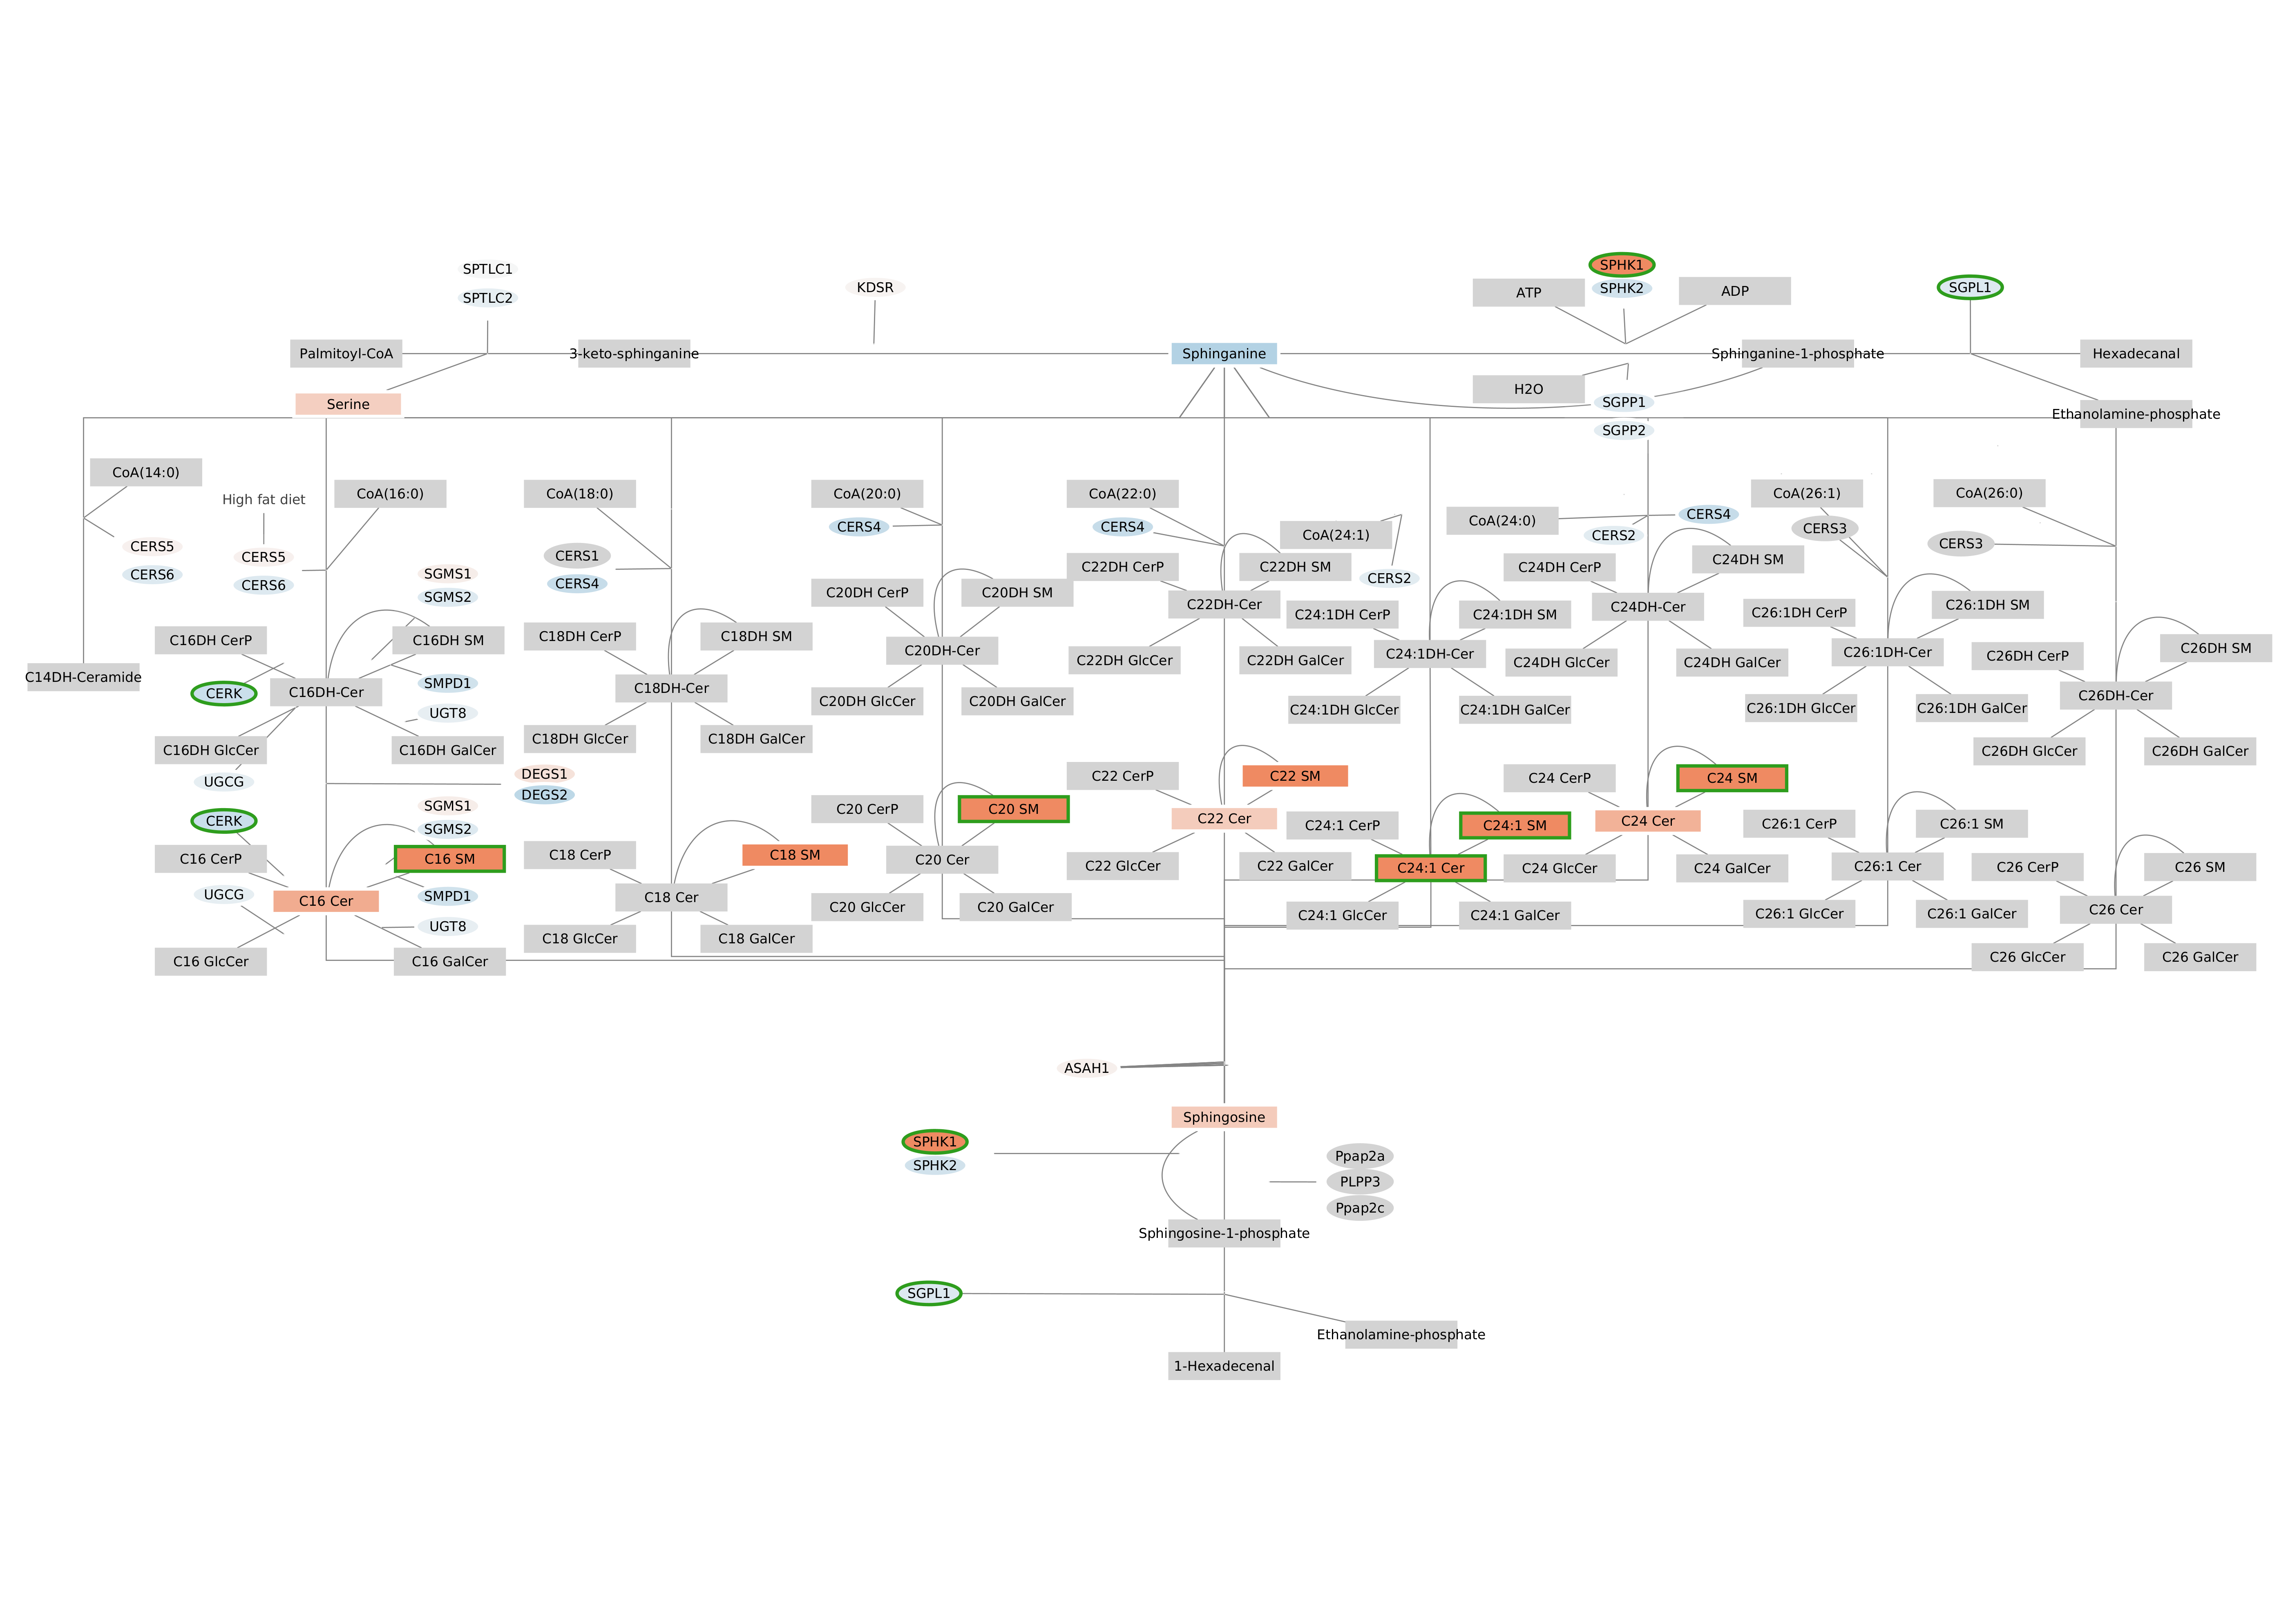 SPTLC1
SPTLC2
KDSR
SPHK1
SPHK2
ATP
ADP
SGPL1
Palmitoyl-CoA
3-keto-sphinganine
Sphinganine
Sphinganine-1-phosphate
Hexadecanal
Serine
H2O
SGPP1
SGPP2
Ethanolamine-phosphate
CoA(14:0)
High fat diet
CoA(16:0)
CoA(18:0)
CoA(20:0)
CoA(22:0)
CoA(24:1)
CoA(24:0)
CoA(26:1)
CoA(26:0)
CERS5
CERS6
CERS5
CERS6
CERS1
CERS4
CERS4
CERS4
CERS2
CERS2
CERS4
CERS3
CERS3
SGMS1
SGMS2
C16DH CerP
C16DH SM
C14DH-Ceramide
CERK
C16DH-Cer
SMPD1
UGT8
C16DH GlcCer
C16DH GalCer
UGCG
C18DH CerP
C18DH SM
C18DH-Cer
C18DH GlcCer
C18DH GalCer
C20DH CerP
C20DH SM
C20DH-Cer
C20DH GlcCer
C20DH GalCer
C22DH CerP
C22DH SM
C22DH-Cer
C22DH GlcCer
C22DH GalCer
C24:1DH CerP
C24:1DH SM
C24:1DH-Cer
C24:1DH GlcCer
C24:1DH GalCer
C24DH CerP
C24DH SM
C24DH-Cer
C24DH GlcCer
C24DH GalCer
C26:1DH CerP
C26:1DH SM
C26:1DH-Cer
C26:1DH GlcCer
C26:1DH GalCer
C26DH CerP
C26DH SM
C26DH-Cer
C26DH GlcCer
C26DH GalCer
DEGS1
DEGS2
CERK
SGMS1
SGMS2
C16 CerP
C16 SM
UGCG
C16 Cer
SMPD1
UGT8
C16 GlcCer
C16 GalCer
C18 CerP
C18 SM
C18 Cer
C18 GlcCer
C18 GalCer
C20 CerP
C20 SM
C20 Cer
C20 GlcCer
C20 GalCer
C22 CerP
C22 SM
C22 Cer
C22 GlcCer
C22 GalCer
C24:1 CerP
C24:1 SM
C24:1 Cer
C24:1 GlcCer
C24:1 GalCer
C24 CerP
C24 SM
C24 Cer
C24 GlcCer
C24 GalCer
C26:1 CerP
C26:1 SM
C26:1 Cer
C26:1 GlcCer
C26:1 GalCer
C26 CerP
C26 SM
C26 Cer
C26 GlcCer
C26 GalCer
ASAH1
Sphingosine
SPHK1
SPHK2
Ppap2a
PLPP3
Ppap2c
Sphingosine-1-phosphate
SGPL1
Ethanolamine-phosphate
1-Hexadecenal